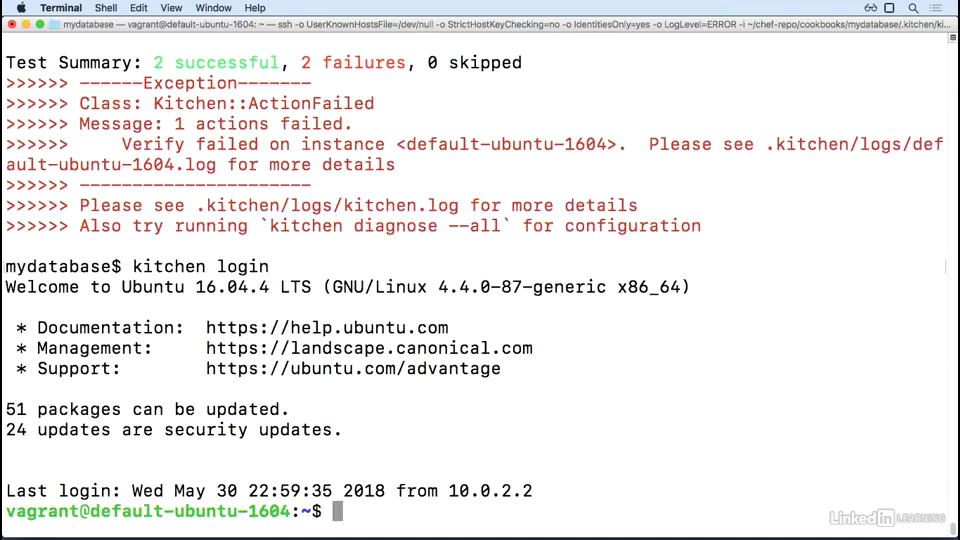 Terminal Shell Edit View Window Help
mydatabase — vagrant@default-ubuntu-1604: ~ — ssh -o UserKnownHostsFile=/dev/null -o StrictHostKeyChecking=no -o IdentitiesOnly=yes -o LogLevel=ERROR -i ~/chef-repo/cookbooks/mydatabase/.kitchen/ki...
Test Summary: 2 successful, 2 failures, 0 skipped
>>>>>> ------Exception-------
>>>>>> Class: Kitchen::ActionFailed
>>>>>> Message: 1 actions failed.
>>>>>>     Verify failed on instance <default-ubuntu-1604>.  Please see .kitchen/logs/def
ault-ubuntu-1604.log for more details
>>>>>> ----------------------
>>>>>> Please see .kitchen/logs/kitchen.log for more details
>>>>>> Also try running `kitchen diagnose --all` for configuration
mydatabase$ kitchen login
Welcome to Ubuntu 16.04.4 LTS (GNU/Linux 4.4.0-87-generic x86_64)
* Documentation:  https://help.ubuntu.com
* Management:     https://landscape.canonical.com
* Support:        https://ubuntu.com/advantage
51 packages can be updated.
24 updates are security updates.
Last login: Wed May 30 22:59:35 2018 from 10.0.2.2
vagrant@default-ubuntu-1604:~$
Linked in LEARNING